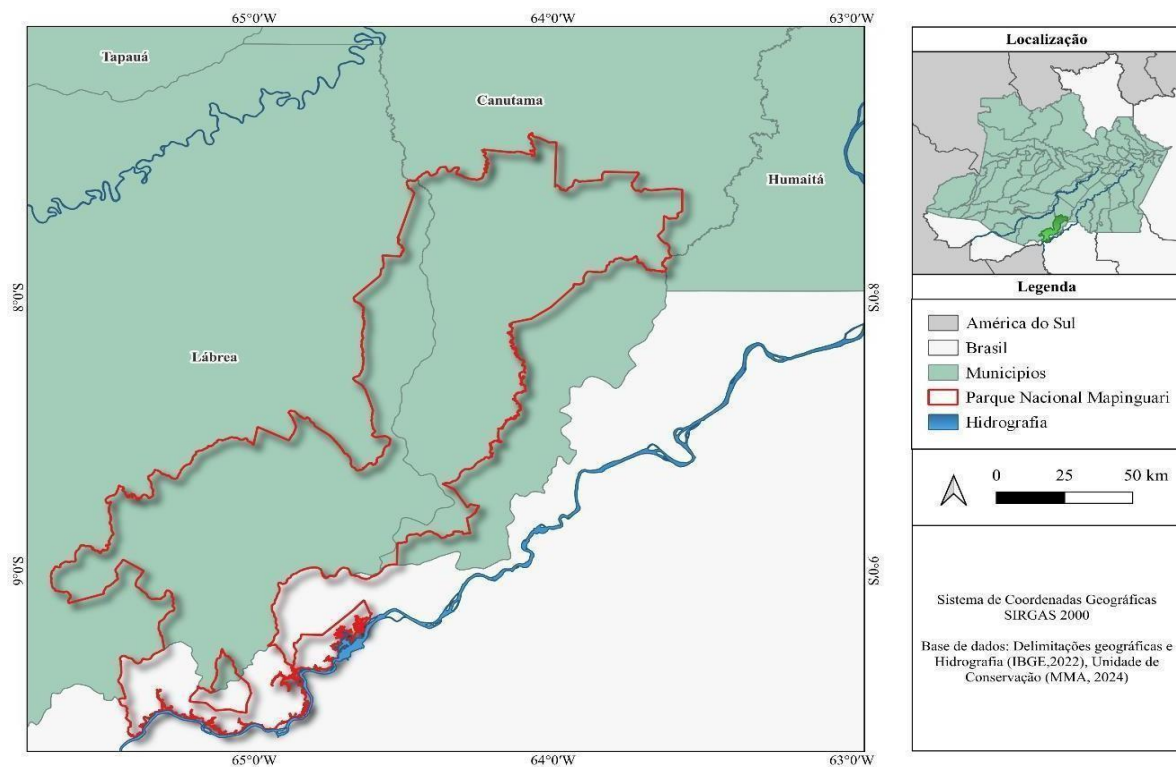 65°0'W 64°0'W 63°0'W
Tapauá
Canutama
Humaitá
Lábrea
8°0'S
8°0'S
9°0'S
9°0'S
65°0'W 64°0'W 63°0'W
Localização
Legenda
América do Sul
Brasil
Municipios
Parque Nacional Mapinguari
Hidrografia
0 25 50 km
Sistema de Coordenadas Geográficas
SIRGAS 2000
Base de dados: Delimitações geográficas e
Hidrografia (IBGE,2022), Unidade de
Conservação (MMA, 2024)